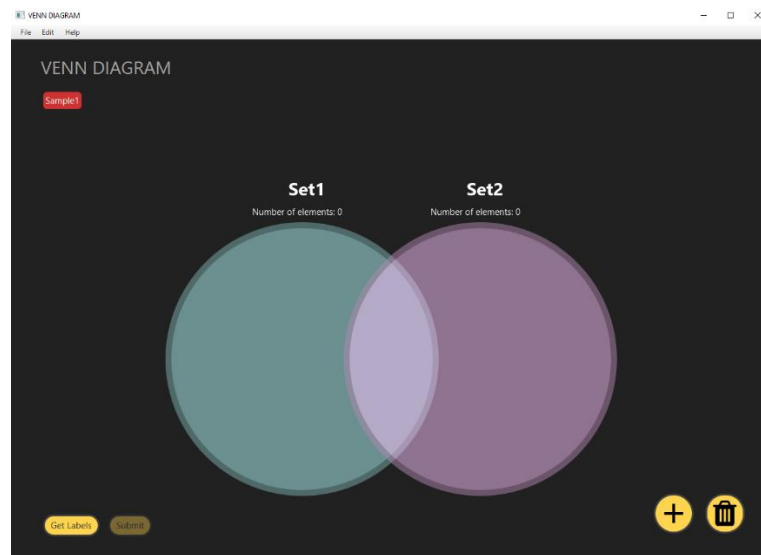 VENN DIAGRAM
File Edit Help
VENN DIAGRAM
Sample1
Set1 Set2
Number of elements: 0 Number of elements: 0
Get Labels Submit